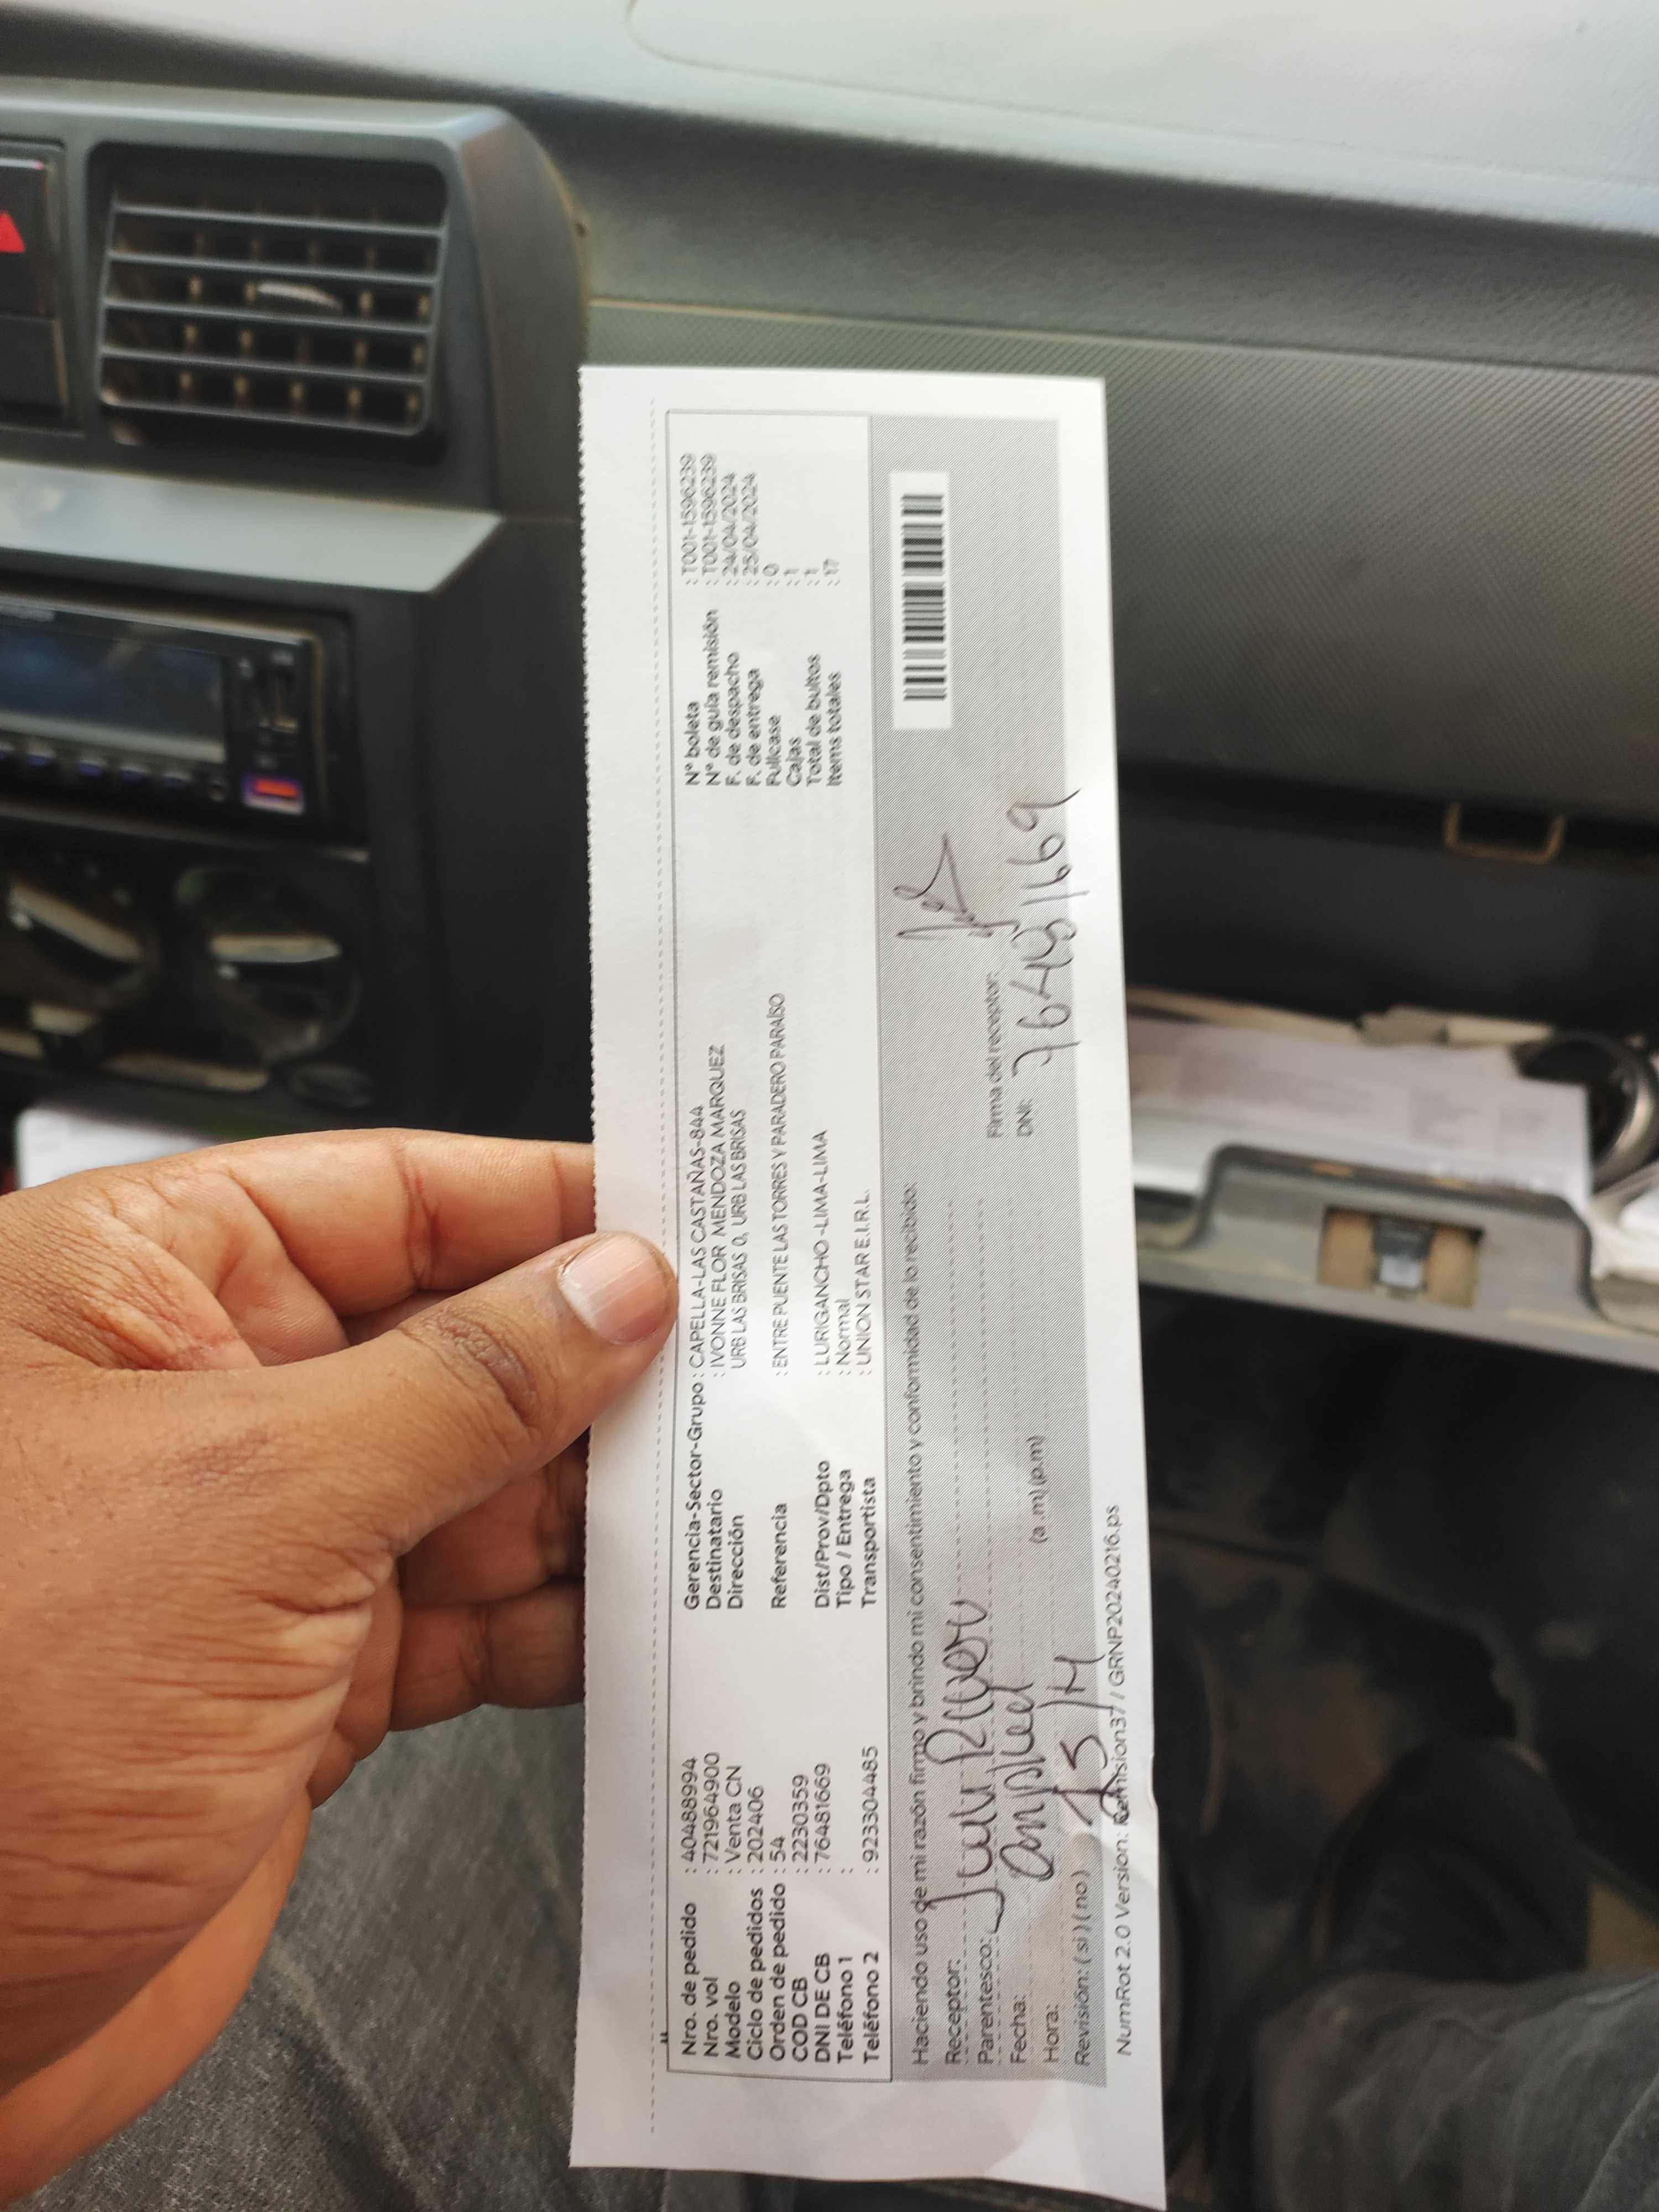 Nro. de pedido : 40488994
Nro. vol : 721964900
Modelo : Venta CN
Ciclo de pedidos : 202406
Orden de pedido : 54
COD CB : 2230359
DNI DE CB : 76481669
Teléfono 1 :
Teléfono 2 : 923304485
Gerencia-Sector-Grupo : CAPELLA-LAS CASTAÑAS-844
Destinatario : IVONNE FLOR MENDOZA MARQUEZ
Dirección URB LAS BRISAS 0, URB LAS BRISAS
Referencia : ENTRE PUENTE LAS TORRES Y PARADERO PARAÍSO
Dist/Prov/Dpto : LURIGANCHO -LIMA-LIMA
Tipo / Entrega : Normal
Transportista : UNION STAR E.I.R.L.
N° boleta : T001-1596239
N° de guía remisión : T001-1596239
F. de despacho : 24/04/2024
F. de entrega : 25/04/2024
Fullcase : 0
Cajas : 1
Total de bultos : 1
Items totales : 17
Haciendo uso de mi razón firmo y brindo mi consentimiento y conformidad de lo recibido:
Receptor:
Parentesco:
Fecha:
Hora: (a.m) (p.m)
Revisión: ( si ) ( no )
Firma del receptor:
DNI:
NumRot 2.0 Version: Remision37 / GRNP20240216.ps